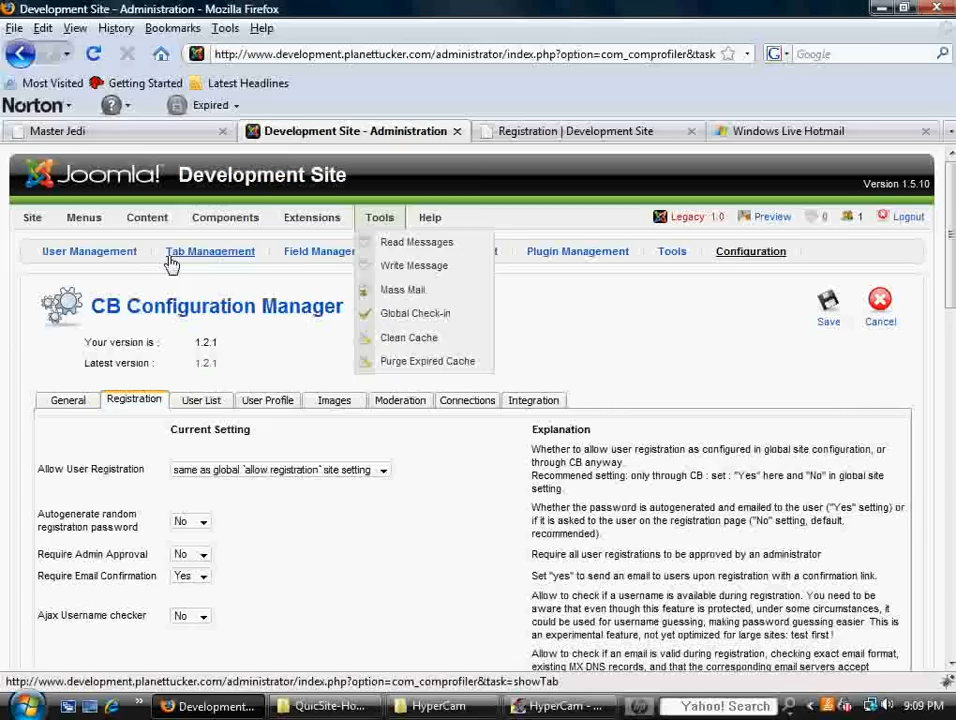 Development Site - Administration - Mozilla Firefox
File Edit View History Bookmarks Tools Help
http://www.development.planettucker.com/administrator/index.php?option=com_comprofiler&task
Google
Most Visited Getting Started Latest Headlines
Norton Expired
Master Jedi Development Site - Administration Registration | Development Site Windows Live Hotmail
Joomla! Development Site Version 1.5.10
Site Menus Content Components Extensions Tools Help Legacy 1.0 Preview 0 1 Logout
User Management Tab Management Field Manager t Plugin Management Tools Configuration
Read Messages
Write Message
Mass Mail
Global Check-in
Clean Cache
Purge Expired Cache
CB Configuration Manager
Save Cancel
Your version is : 1.2.1
Latest version : 1.2.1
General Registration User List User Profile Images Moderation Connections Integration
Current Setting Explanation
Allow User Registration same as global `allow registration` site setting
Whether to allow user registration as configured in global site configuration, or
through CB anyway.
Recommened setting: only through CB : set : "Yes" here and "No" in global site
setting.
Autogenerate random
registration password No
Whether the password is autogenerated and emailed to the user ("Yes" setting) or
if it is asked to the user on the registration page ("No" setting, default,
recommended).
Require Admin Approval No Require all user registrations to be approved by an administrator
Require Email Confirmation Yes Set "yes" to send an email to users upon registration with a confirmation link.
Ajax Username checker No
Allow to check if a username is available during registration. You need to be
aware that even though this feature is protected, under some circumstances, it
could be used for username guessing, making password guessing easier. This is
an experimental feature, not yet optimized for large sites: test first !
Allow to check if an email is valid during registration, checking exact email format,
existing MX DNS records, and that the corresponding email servers accept
http://www.development.planettucker.com/administrator/index.php?option=com_comprofiler&task=showTab
Development... QuicSite-Ho... HyperCam HyperCam - ... Yahoo! Search 9:09 PM